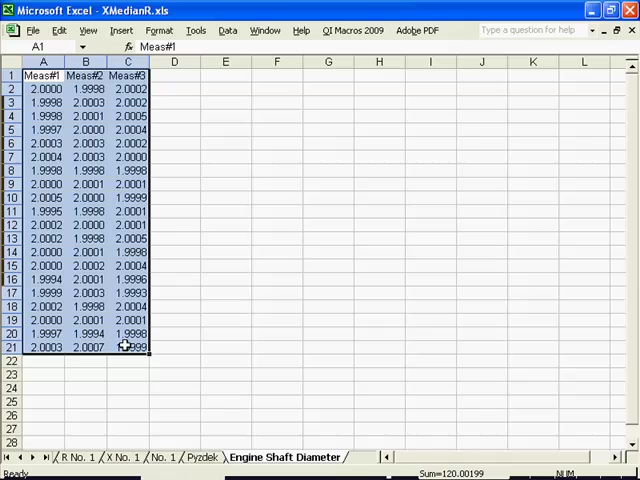 Microsoft Excel - XMedianR.xls
File Edit View Insert Format Tools Data Window Help QI Macros 2009 Adobe PDF Type a question for help
A1 fx Meas#1
A B C D E F G H I J K L
1 Meas#1 Meas#2 Meas#3
2 2.0000 1.9998 2.0002
3 1.9998 2.0003 2.0002
4 1.9998 2.0001 2.0005
5 1.9997 2.0000 2.0004
6 2.0003 2.0003 2.0002
7 2.0004 2.0003 2.0000
8 1.9998 1.9998 1.9998
9 2.0000 2.0001 2.0001
10 2.0005 2.0000 1.9999
11 1.9995 1.9998 2.0001
12 2.0002 2.0000 2.0001
13 2.0002 1.9998 2.0005
14 2.0000 2.0001 1.9998
15 2.0000 2.0002 2.0004
16 1.9994 2.0001 1.9996
17 1.9999 2.0003 1.9993
18 2.0002 1.9998 2.0004
19 2.0000 2.0001 2.0001
20 1.9997 1.9994 1.9998
21 2.0003 2.0007
22
23
24
25
26
27
28
R No. 1 X No. 1 No. 1 Pyzdek Engine Shaft Diameter
Ready Sum=120.00199 NUM